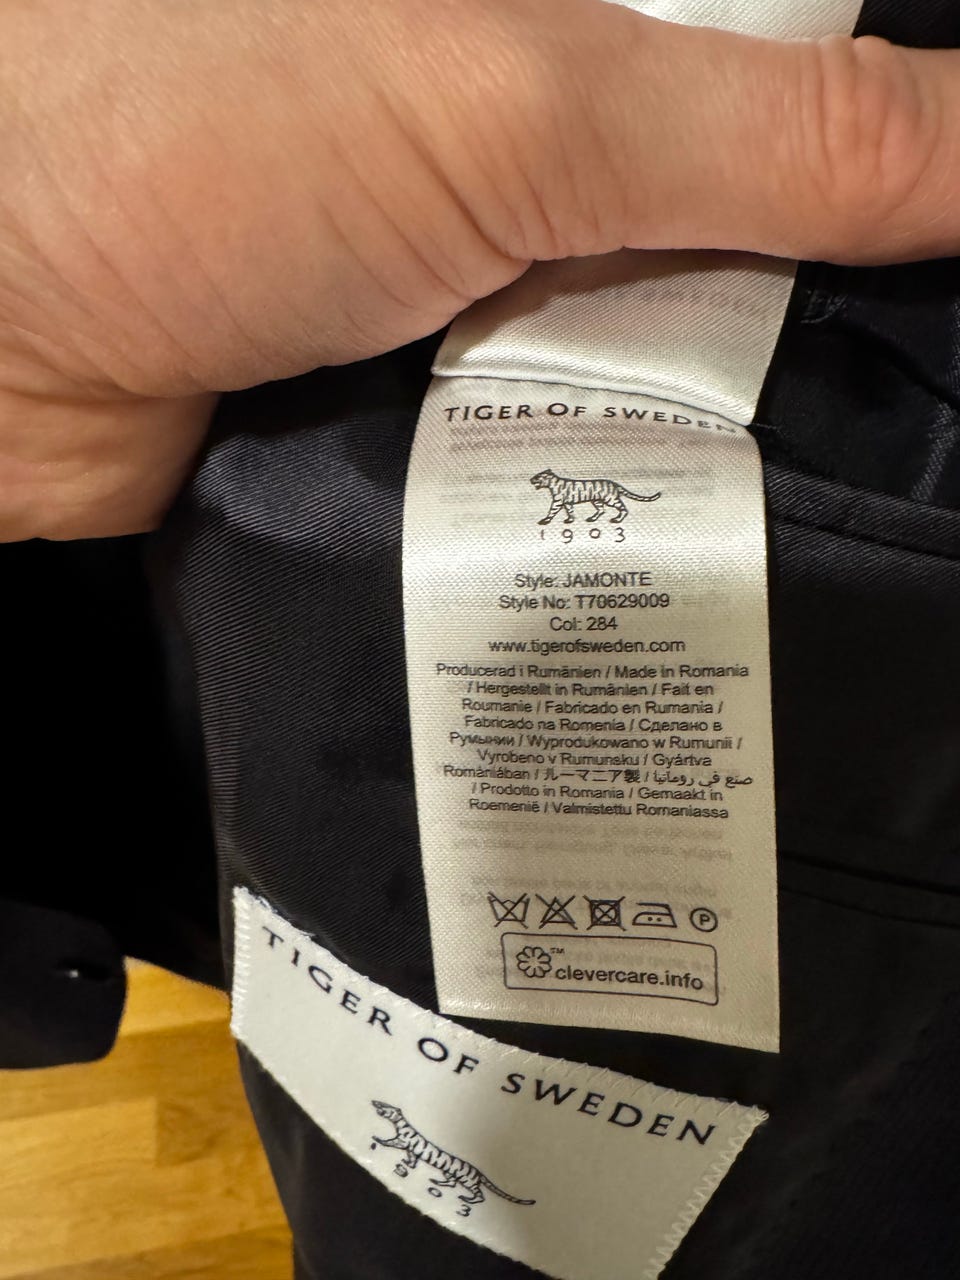 TIGER OF SWEDEN
1903
Style: JAMONTE
Style No: T70629009
Col: 284
www.tigerofsweden.com
Producerad i Rumänien / Made in Romania
/ Hergestellt in Rumänien / Fait en
Roumanie / Fabricado en Rumania /
Fabricado na Romenia / Сделано в
Румынии / Wyprodukowano w Rumunii /
Vyrobeno v Rumunsku / Gyártva
Romániában / ルーマニア製 / صنع في رومانيا
/ Prodotto in Romania / Gemaakt in
Roemenië / Valmistettu Romaniassa
P
™
clevercare.info
TIGER OF SWEDEN
1903